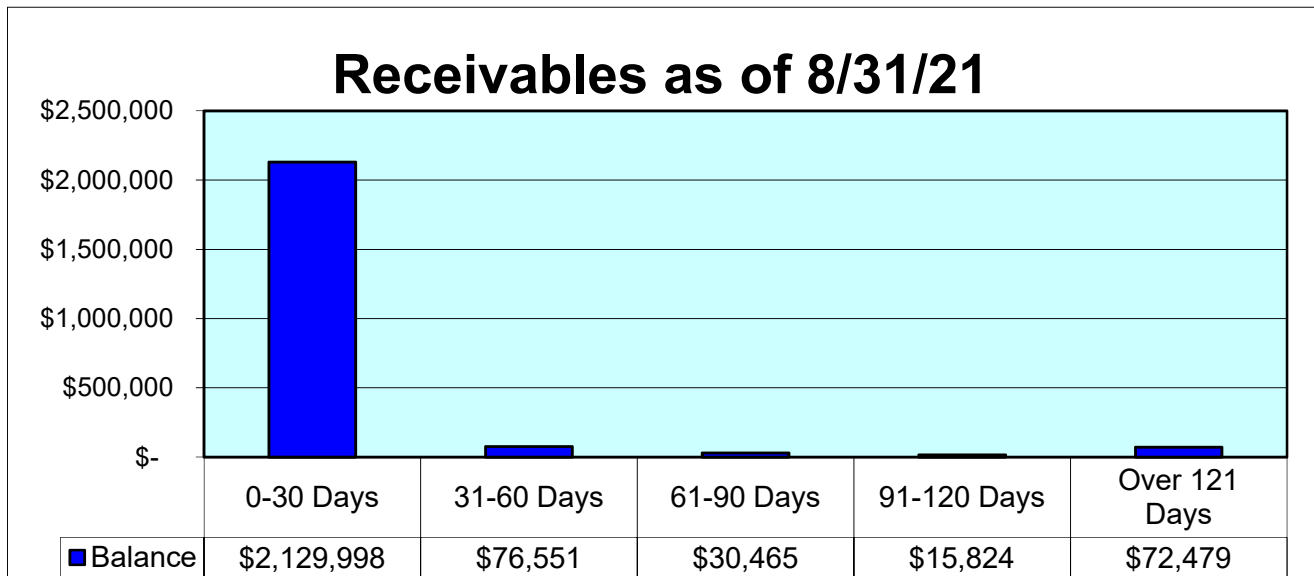 Receivables as of 8/31/21
$2,500,000
$2,000,000
$1,500,000
$1,000,000
$500,000
$-
0-30 Days 31-60 Days 61-90 Days 91-120 Days Over 121
Days
Balance $2,129,998 $76,551 $30,465 $15,824 $72,479